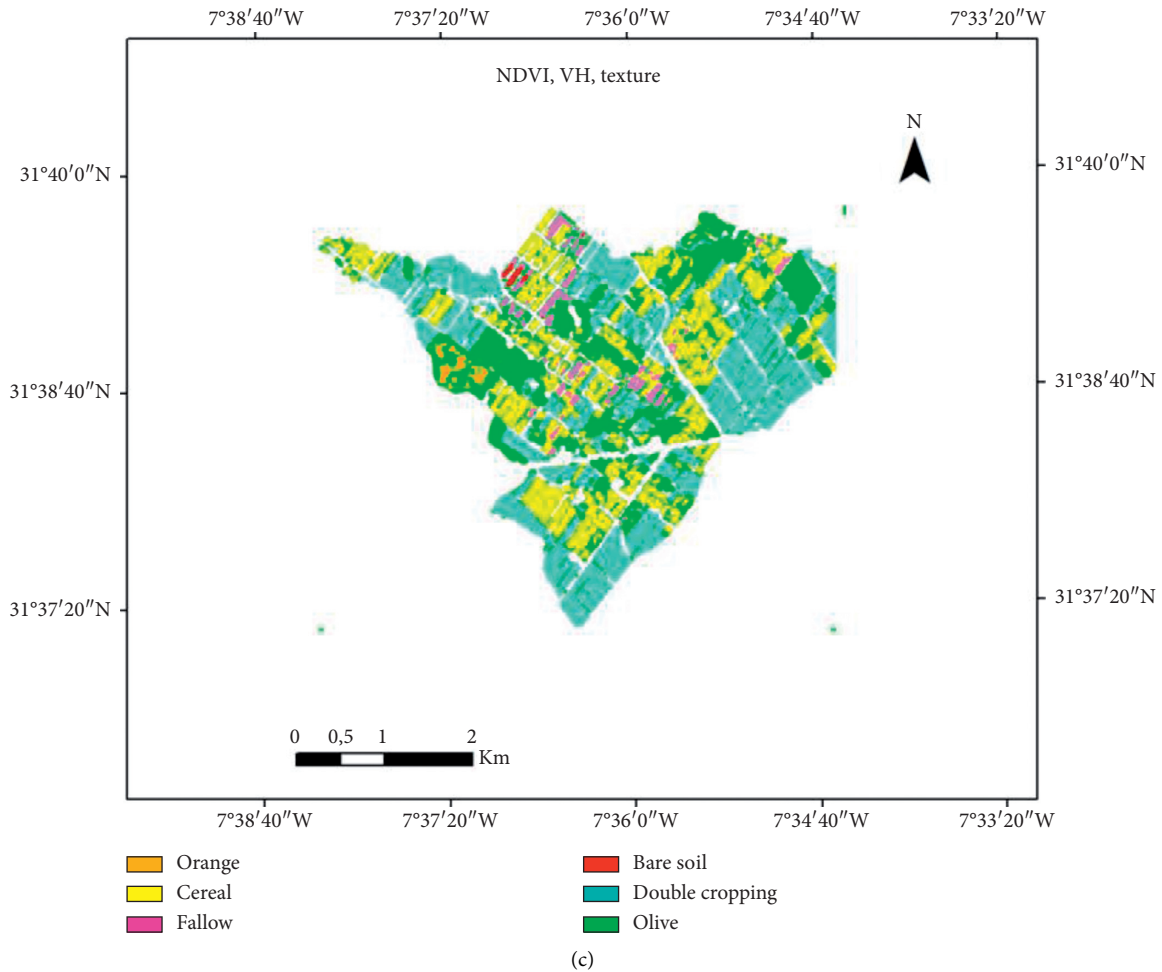 7°38′40″W 7°37′20″W 7°36′0″W 7°34′40″W 7°33′20″W
NDVI, VH, texture
N
31°40′0″N 31°40′0″N
31°38′40″N 31°38′40″N
31°37′20″N 31°37′20″N
0 0,5 1 2
Km
7°38′40″W 7°37′20″W 7°36′0″W 7°34′40″W 7°33′20″W
Orange Bare soil
Cereal Double cropping
Fallow Olive
(c)